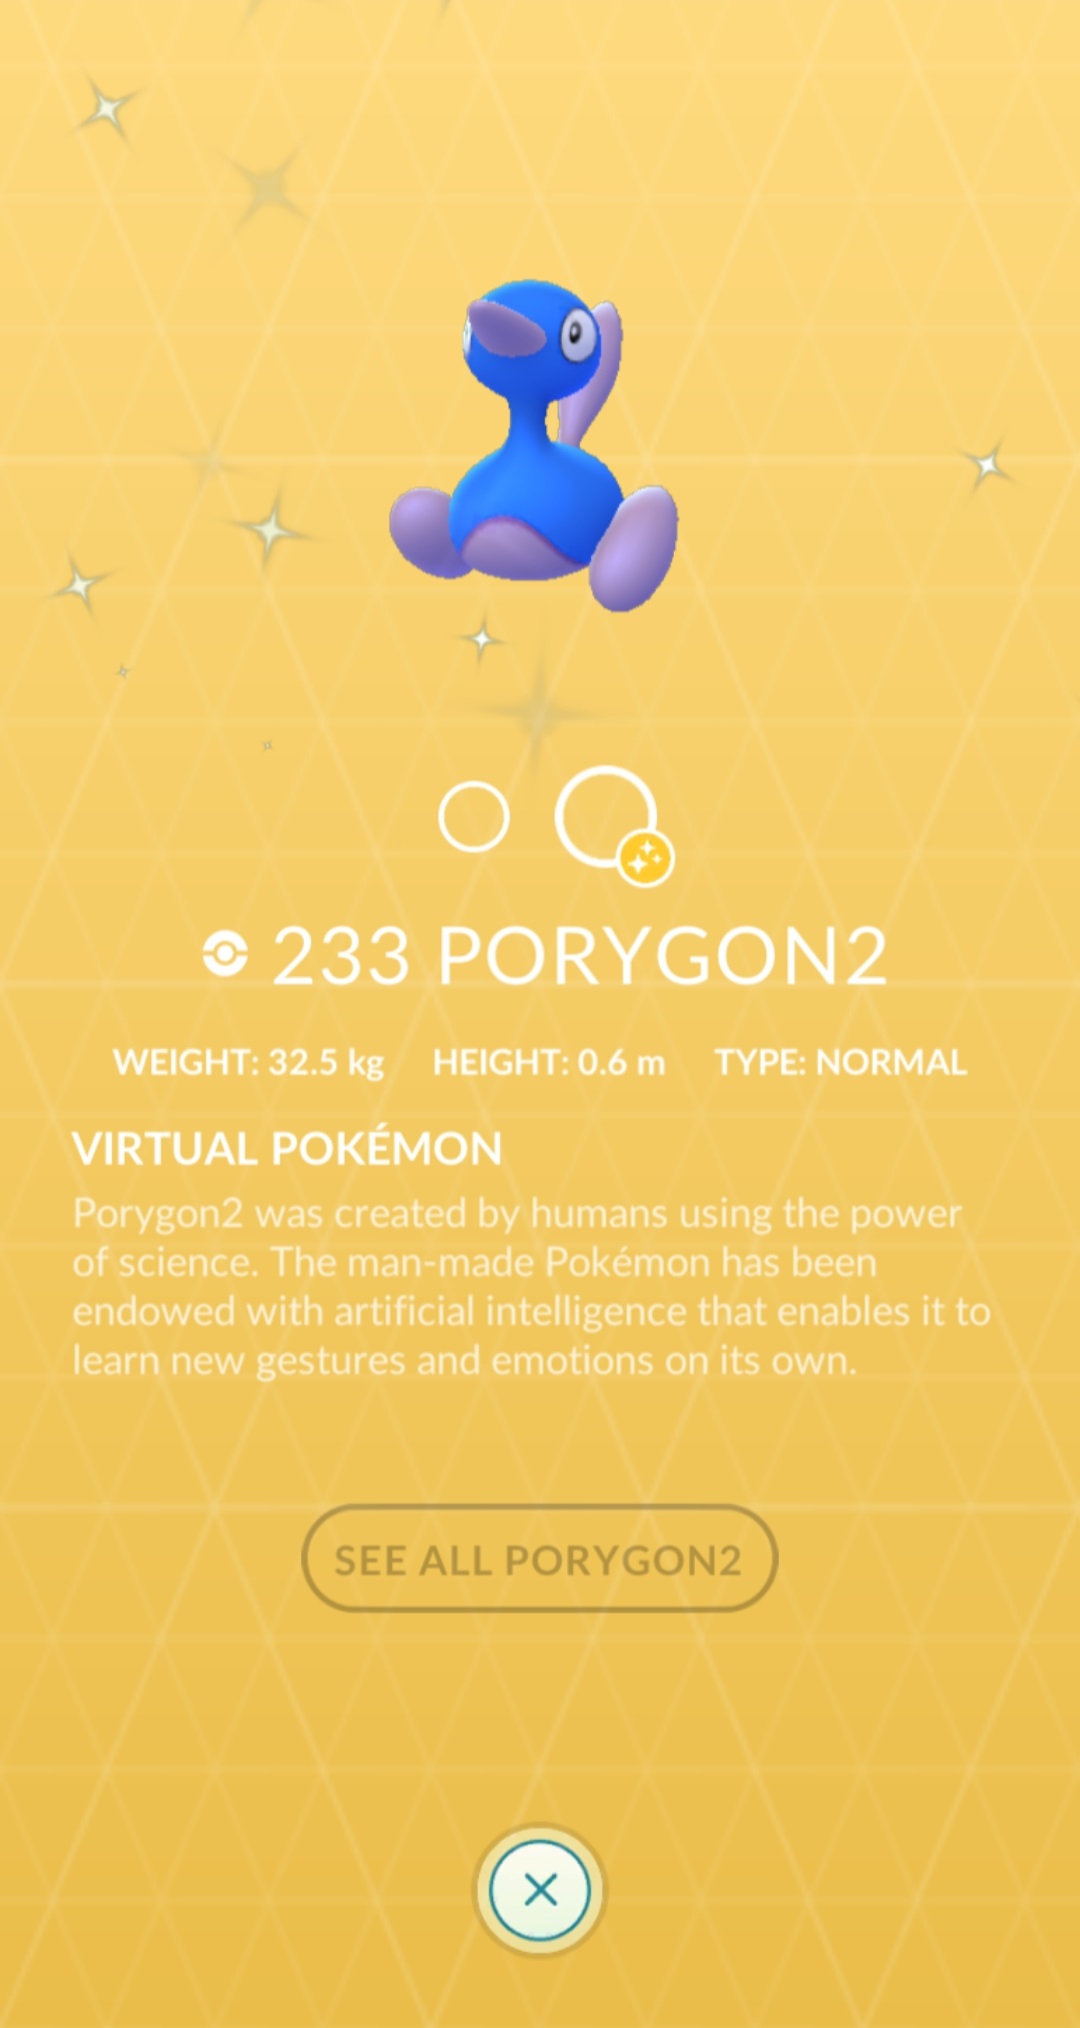 233 PORYGON2
WEIGHT: 32.5 kg HEIGHT: 0.6 m TYPE: NORMAL
VIRTUAL POKÉMON
Porygon2 was created by humans using the power
of science. The man-made Pokémon has been
endowed with artificial intelligence that enables it to
learn new gestures and emotions on its own.
SEE ALL PORYGON2